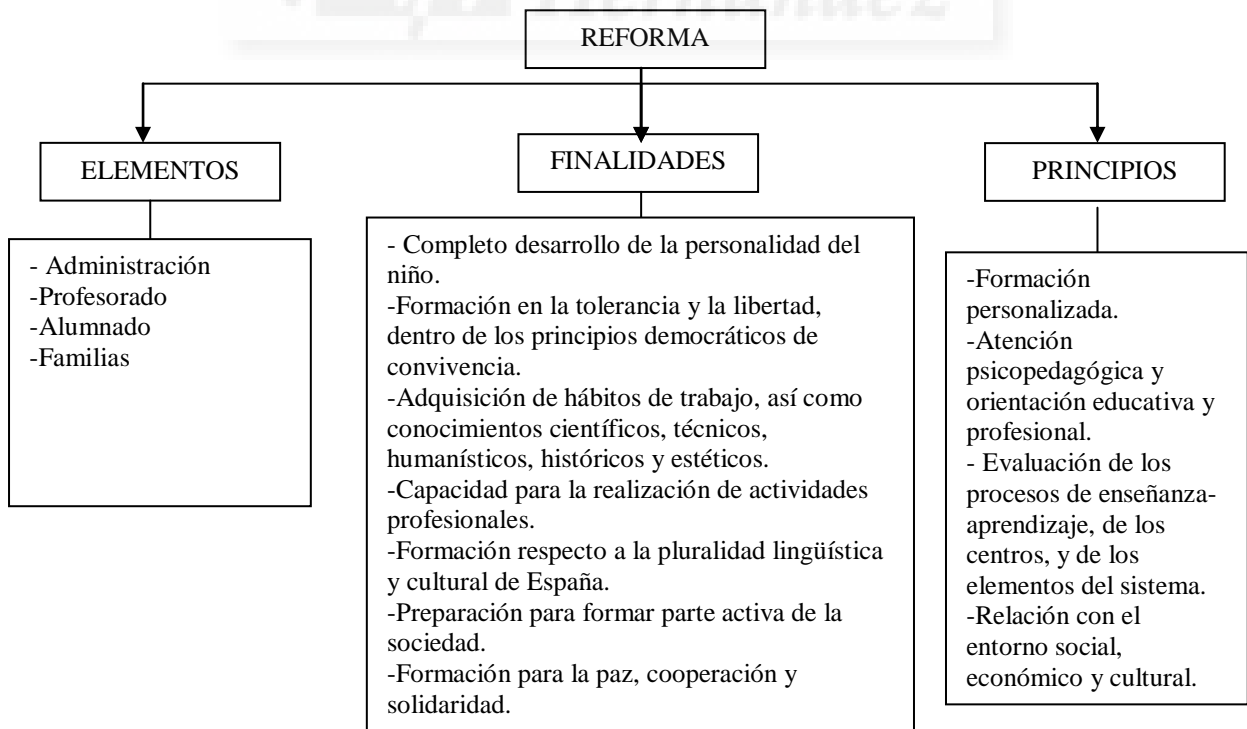 REFORMA
ELEMENTOS
FINALIDADES
PRINCIPIOS
- Administración
-Profesorado
-Alumnado
-Familias
- Completo desarrollo de la personalidad del
niño.
-Formación en la tolerancia y la libertad,
dentro de los principios democráticos de
convivencia.
-Adquisición de hábitos de trabajo, así como
conocimientos científicos, técnicos,
humanísticos, históricos y estéticos.
-Capacidad para la realización de actividades
profesionales.
-Formación respecto a la pluralidad lingüística
y cultural de España.
-Preparación para formar parte activa de la
sociedad.
-Formación para la paz, cooperación y
solidaridad.
-Formación
personalizada.
-Atención
psicopedagógica y
orientación educativa y
profesional.
- Evaluación de los
procesos de enseñanza-
aprendizaje, de los
centros, y de los
elementos del sistema.
-Relación con el
entorno social,
económico y cultural.